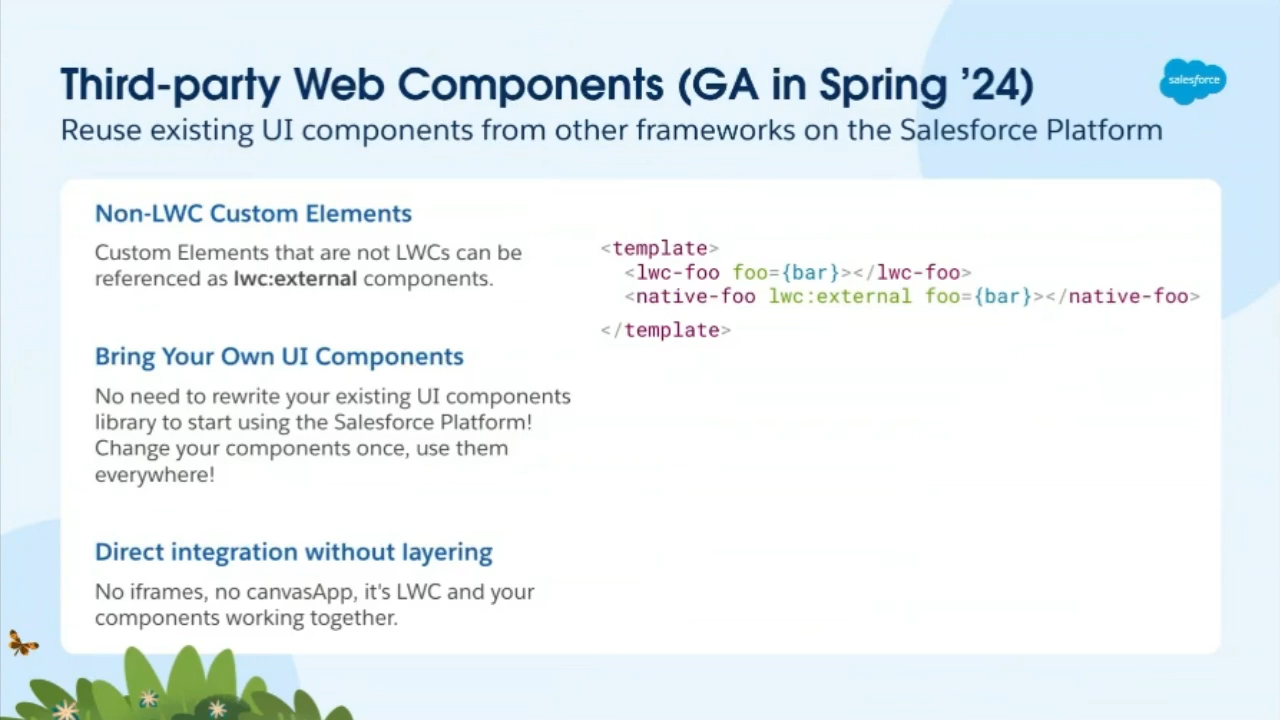 Third-party Web Components (GA in Spring ’24)
salesforce
Reuse existing UI components from other frameworks on the Salesforce Platform
Non-LWC Custom Elements
Custom Elements that are not LWCs can be
referenced as lwc:external components.
Bring Your Own UI Components
No need to rewrite your existing UI components
library to start using the Salesforce Platform!
Change your components once, use them
everywhere!
Direct integration without layering
No iframes, no canvasApp, it's LWC and your
components working together.
<template>
<lwc-foo foo={bar}></lwc-foo>
<native-foo lwc:external foo={bar}></native-foo>
</template>